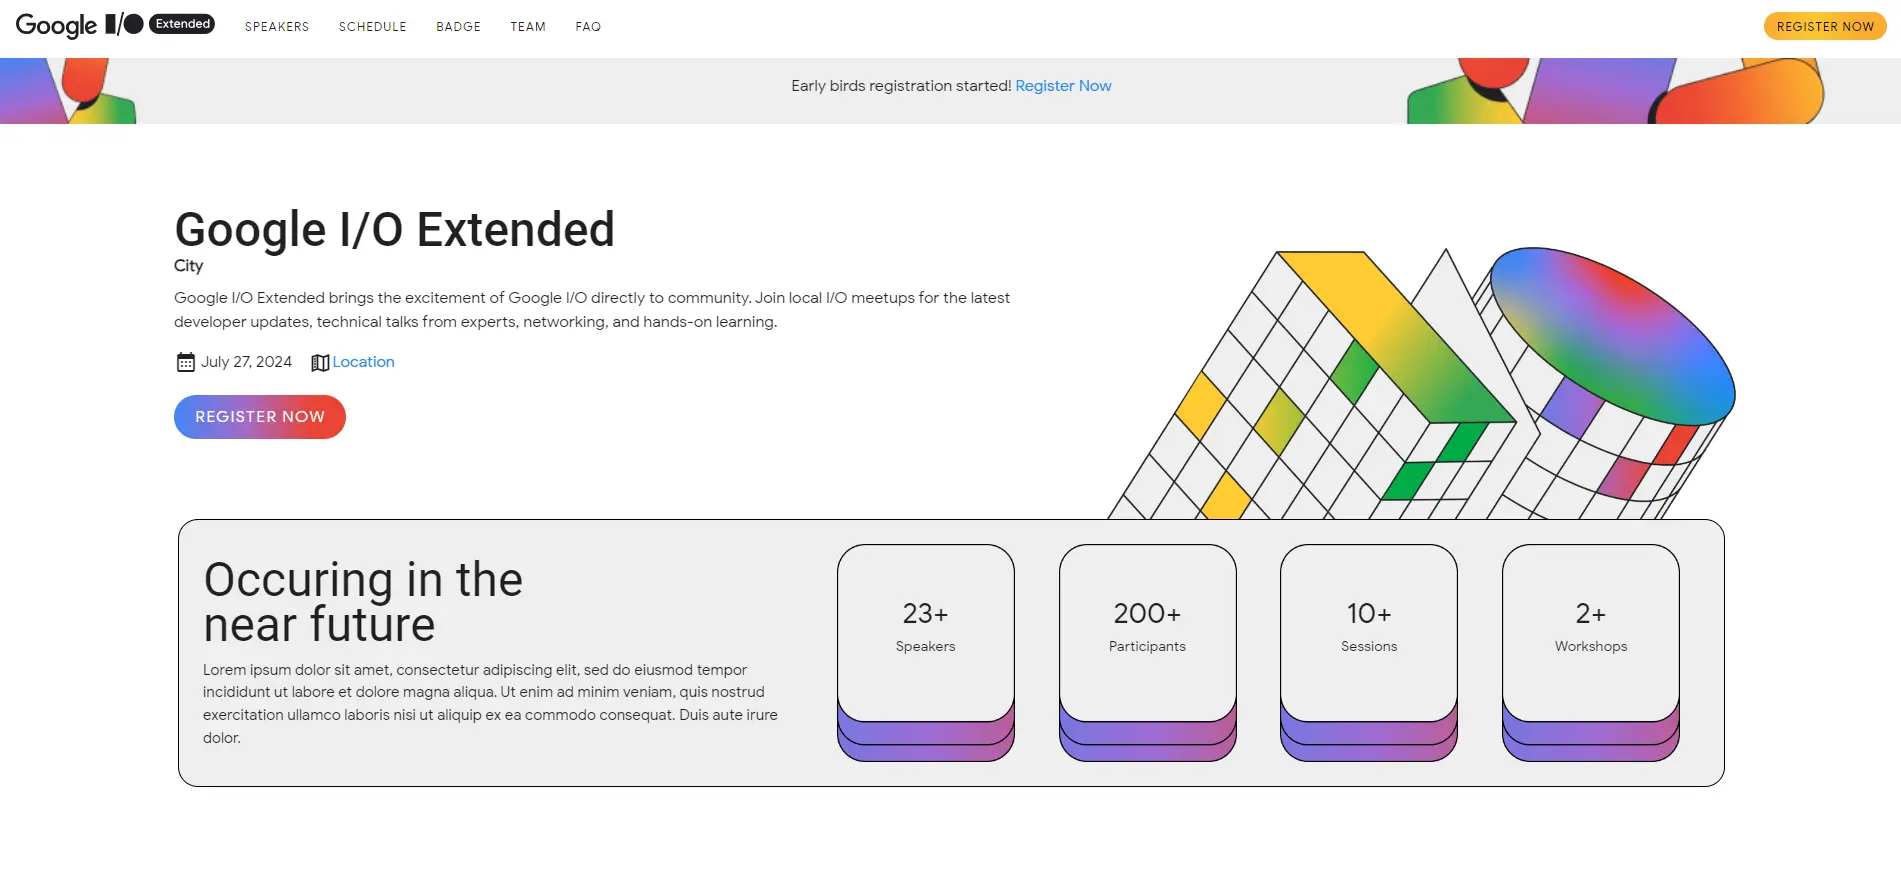 Google I/O Extended
SPEAKERS SCHEDULE BADGE TEAM FAQ
REGISTER NOW
Early birds registration started! Register Now
Google I/O Extended
City
Google I/O Extended brings the excitement of Google I/O directly to community. Join local I/O meetups for the latest
developer updates, technical talks from experts, networking, and hands-on learning.
July 27, 2024 Location
REGISTER NOW
Occuring in the
near future
Lorem ipsum dolor sit amet, consectetur adipiscing elit, sed do eiusmod tempor
incididunt ut labore et dolore magna aliqua. Ut enim ad minim veniam, quis nostrud
exercitation ullamco laboris nisi ut aliquip ex ea commodo consequat. Duis aute irure
dolor.
23+
Speakers
200+
Participants
10+
Sessions
2+
Workshops